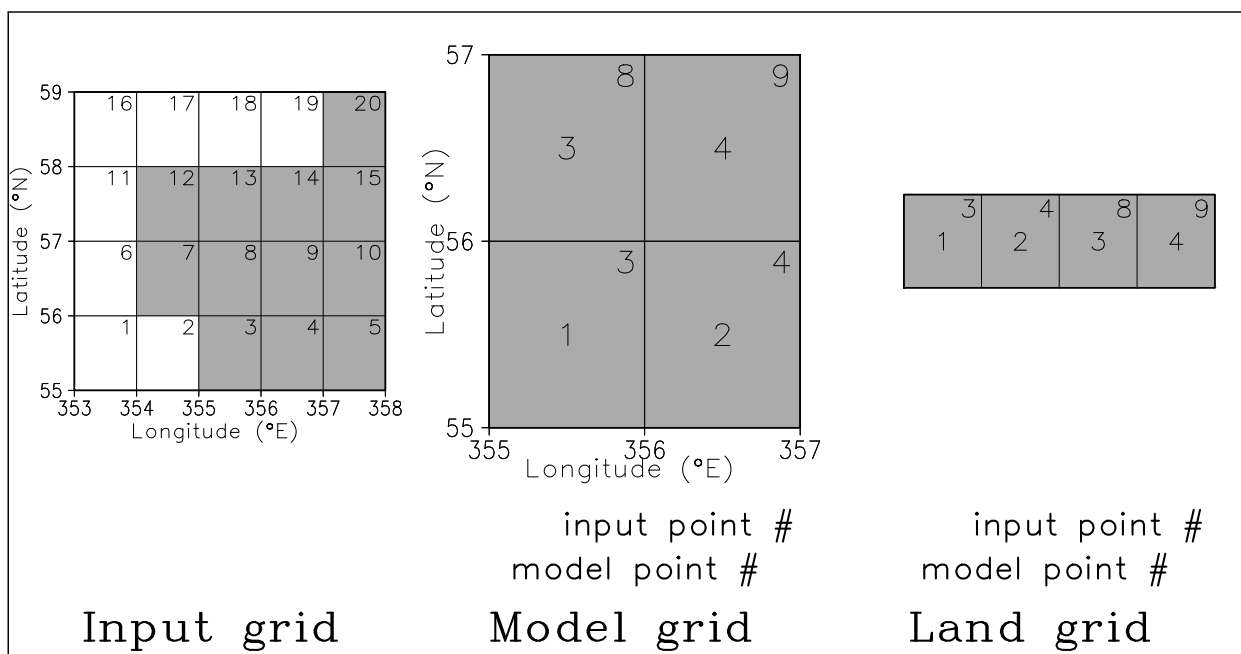 59
16 17 18 19 20
58
11 12 13 14 15
57
6 7 8 9 10
56
1 2 3 4 5
55
353 354 355 356 357 358
Longitude (°E)
Latitude (°N)
Input grid
57
8 9
3 4
56
3 4
1 2
55
355 356 357
Longitude (°E)
Latitude (°N)
input point #
model point #
Model grid
3 4 8 9
1 2 3 4
input point #
model point #
Land grid